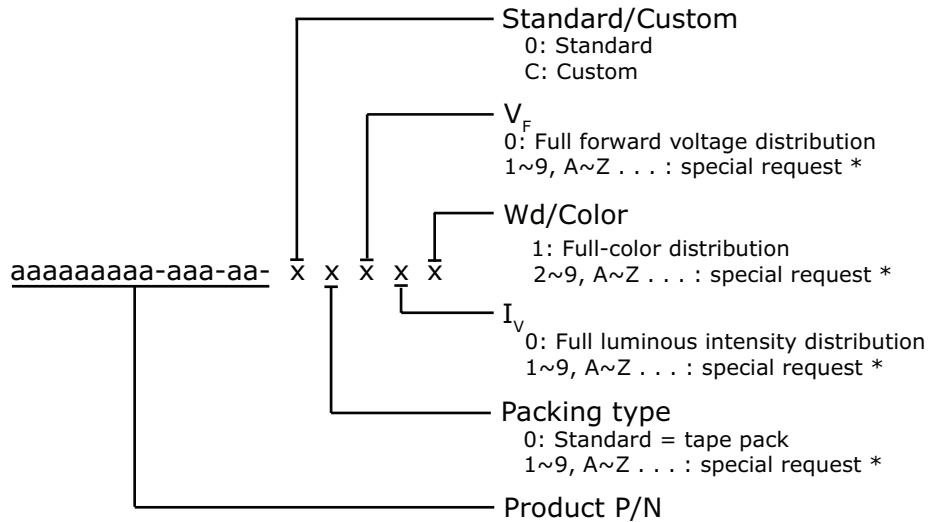 Standard/Custom
0: Standard
C: Custom
VF
0: Full forward voltage distribution
1~9, A~Z . . . : special request *
Wd/Color
1: Full-color distribution
2~9, A~Z . . . : special request *
aaaaaaaaa-aaa-aa- x x x x x
IV
0: Full luminous intensity distribution
1~9, A~Z . . . : special request *
Packing type
0: Standard = tape pack
1~9, A~Z . . . : special request *
Product P/N